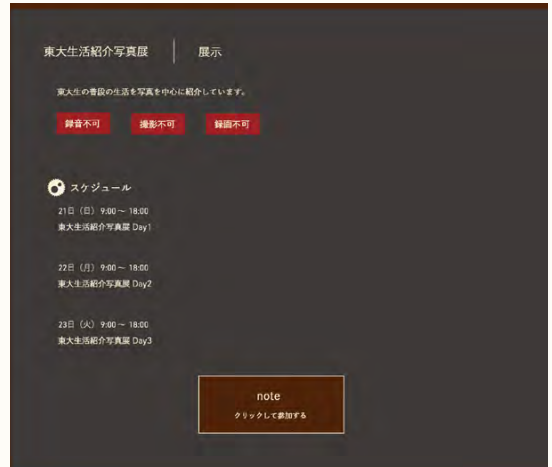 東大生活紹介写真展 展示
東大生の普段の生活を写真を中心に紹介しています。
録音不可 撮影不可 録画不可
スケジュール
21日（日） 9:00 ~ 18:00
東大生活紹介写真展 Day1
22日（月） 9:00 ~ 18:00
東大生活紹介写真展 Day2
23日（火） 9:00 ~ 18:00
東大生活紹介写真展 Day3
note
クリックして参加する